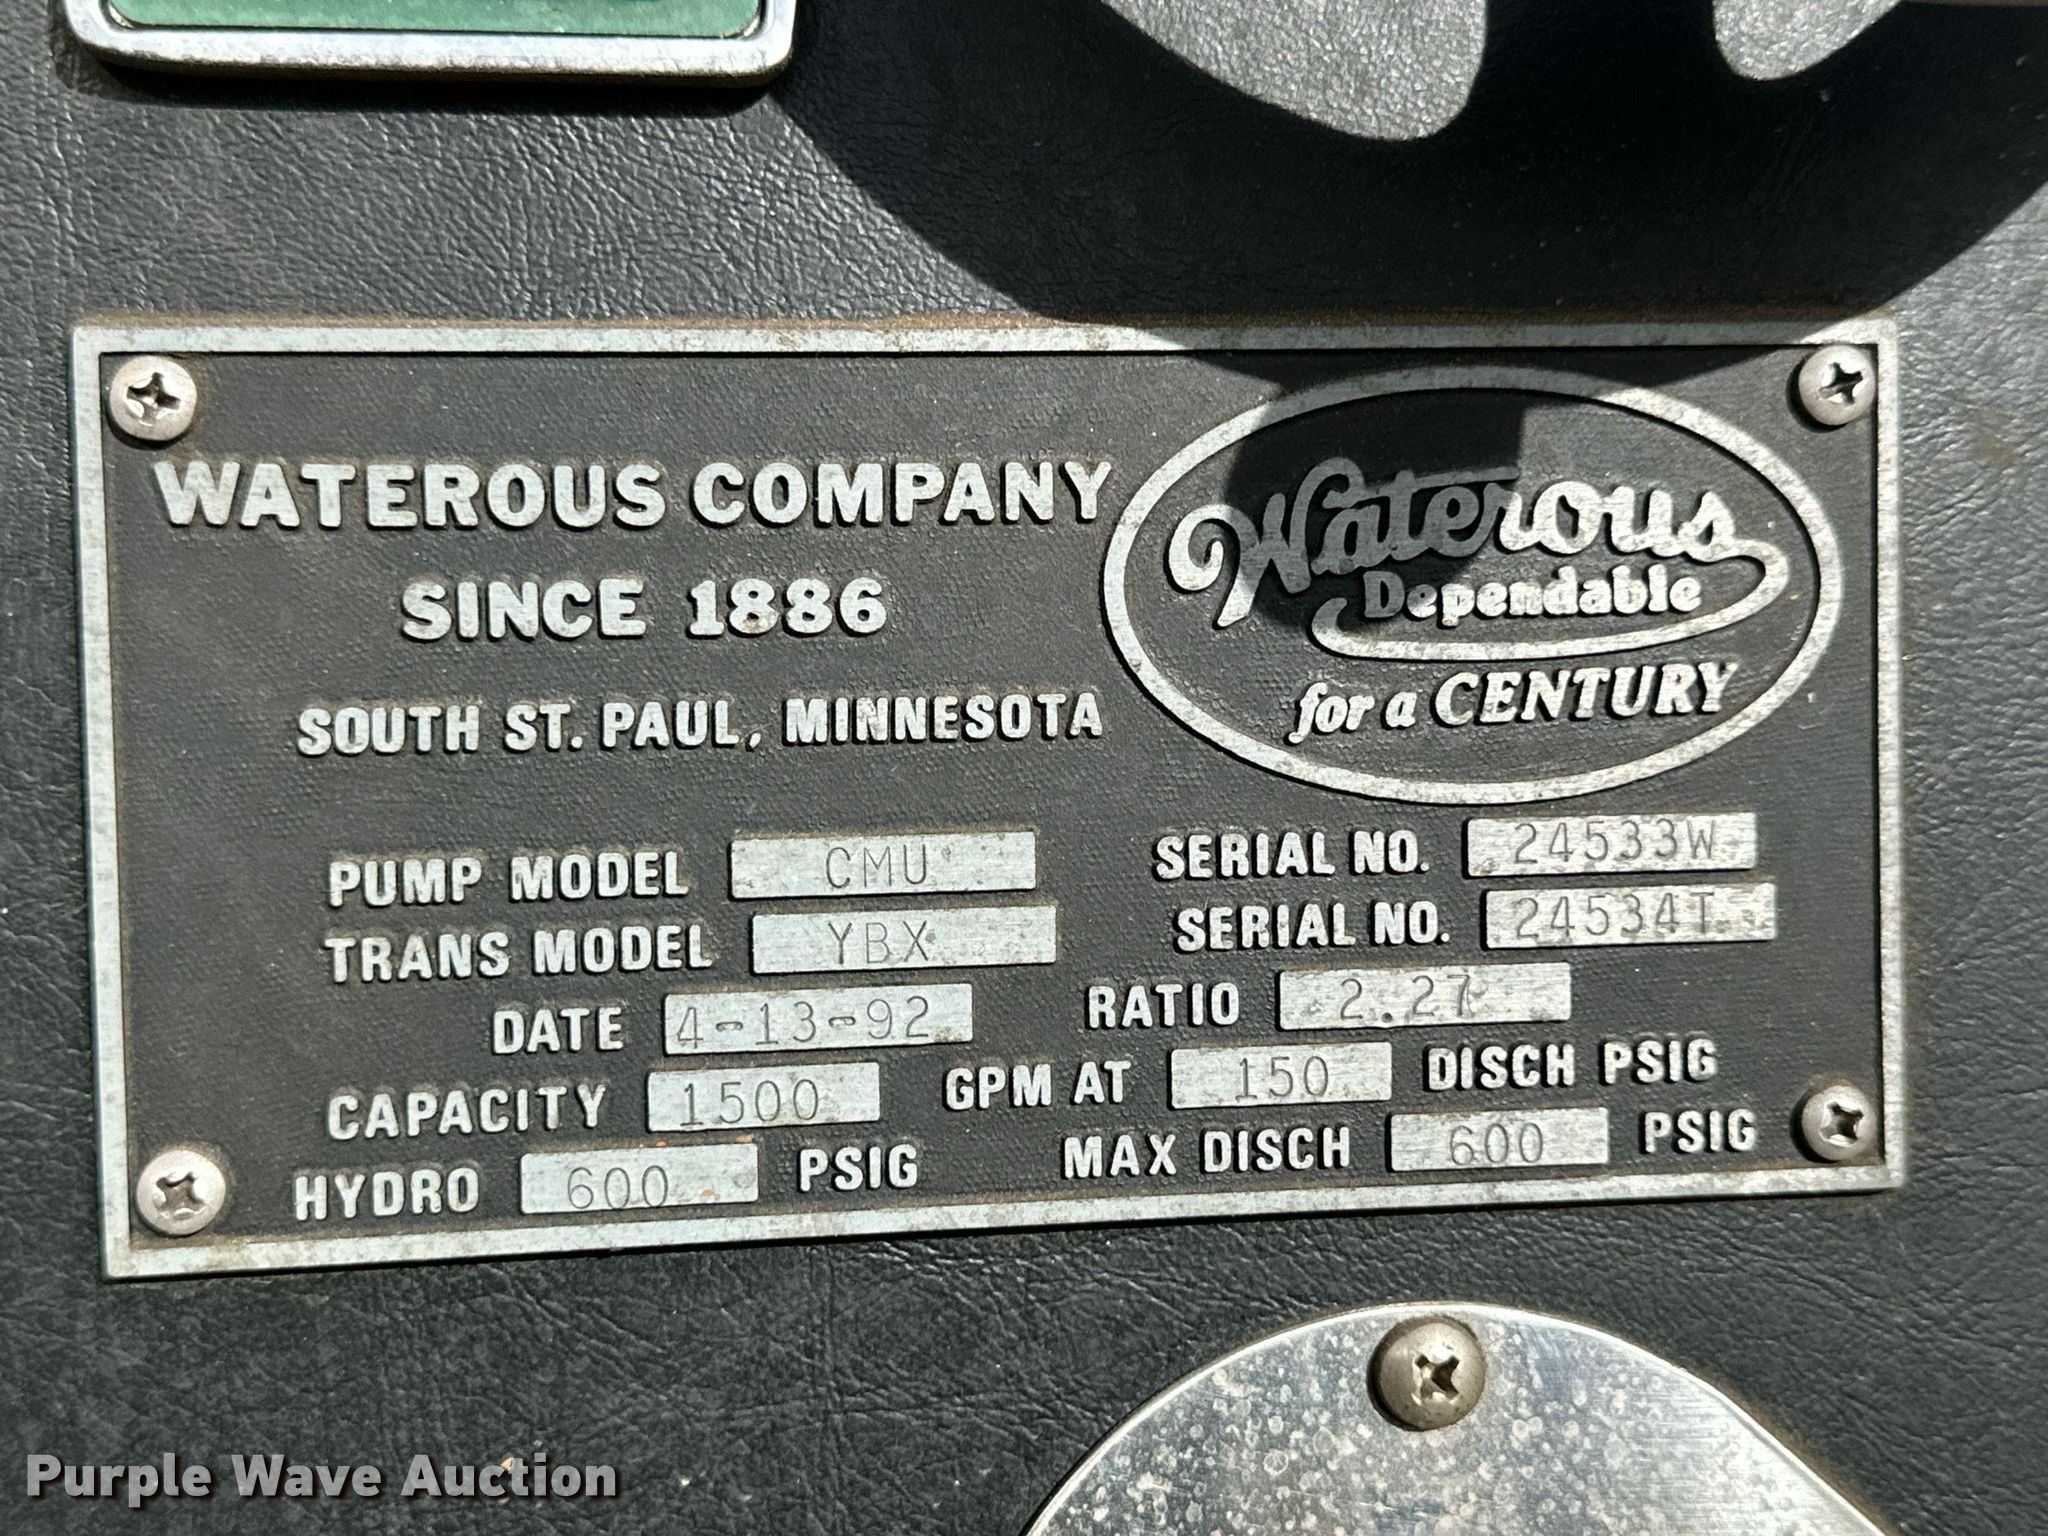 WATEROUS COMPANY
SINCE 1886
SOUTH ST. PAUL, MINNESOTA
Waterous
Dependable
for a CENTURY
PUMP MODEL CMU SERIAL NO. 24533W
TRANS MODEL YBX SERIAL NO. 24534T
DATE 4-13-92 RATIO 2.27
CAPACITY 1500 GPM AT 150 DISCH PSIG
HYDRO 600 PSIG MAX DISCH 600 PSIG
Purple Wave Auction